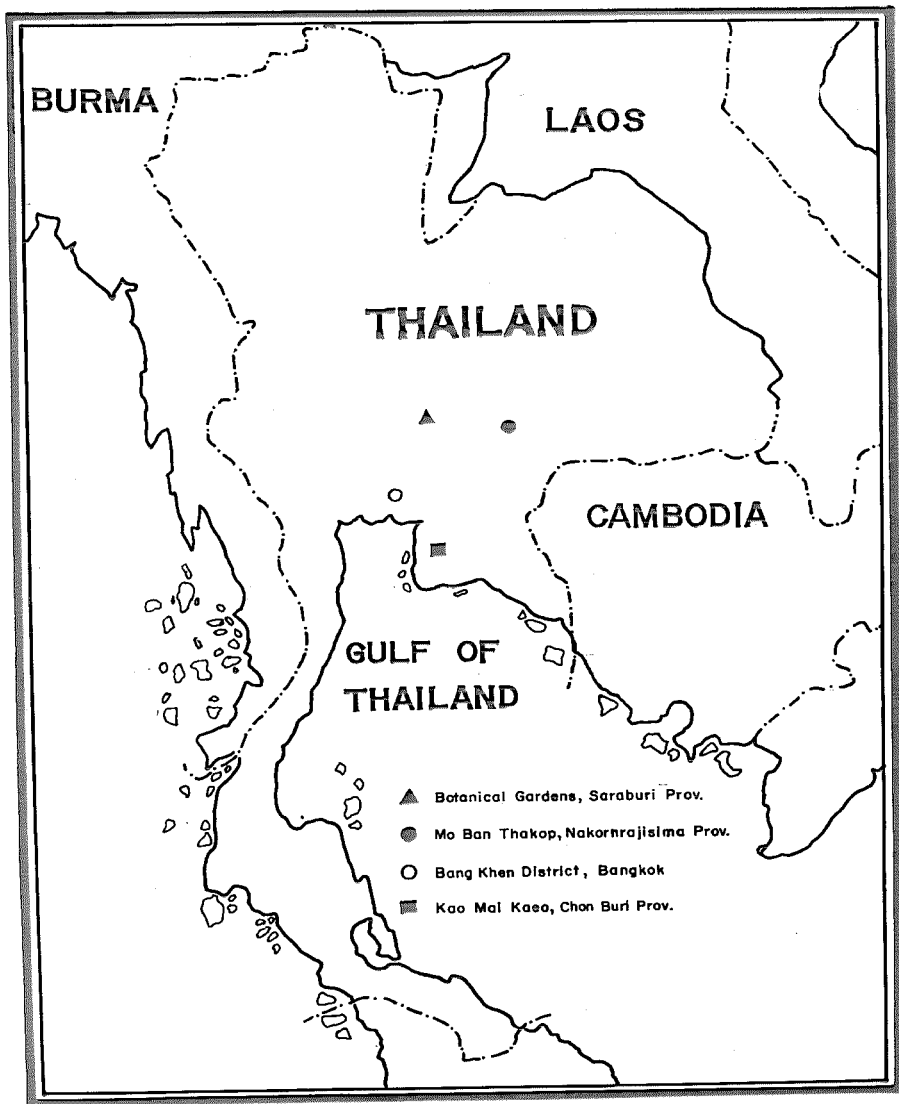 BURMA
LAOS
THAILAND
CAMBODIA
GULF OF
THAILAND
Botanical Gardens, Saraburi Prov.
Mo Ban Thakop, Nakornrajisima Prov.
Bang Khen District, Bangkok
Kao Mai Kaeo, Chon Buri Prov.